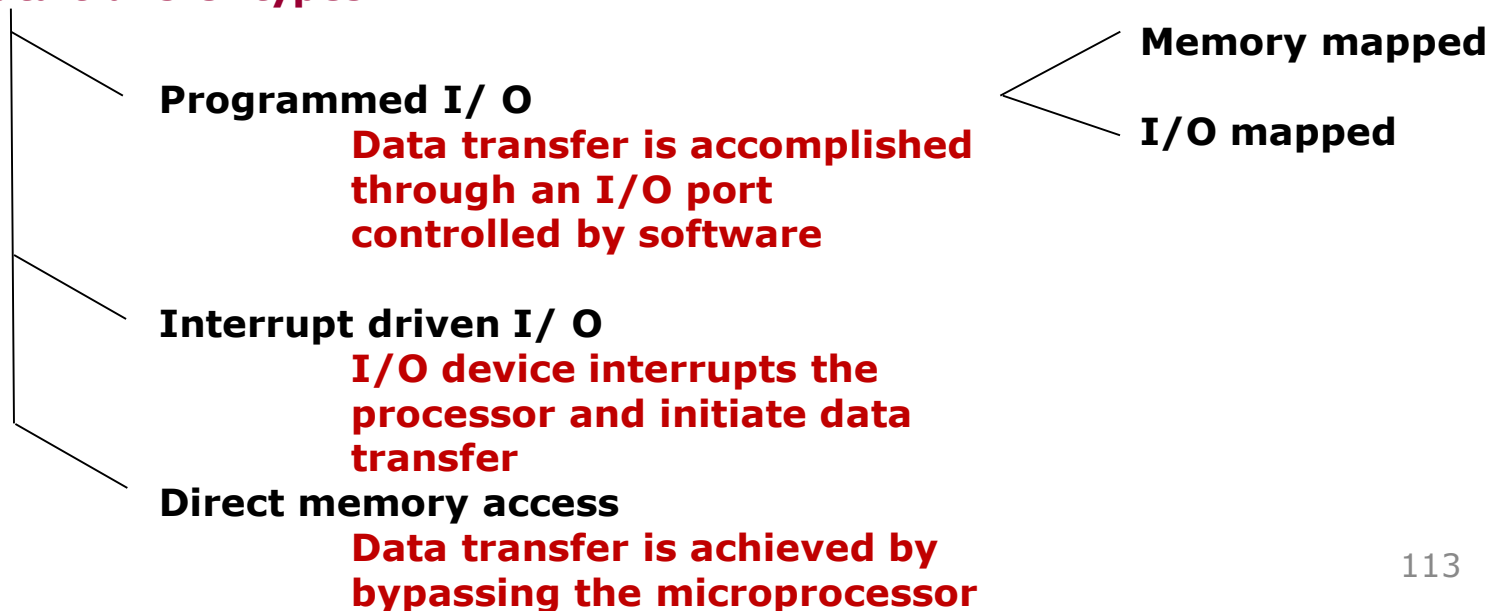 types
Memory mapped
Programmed I/ O
I/O mapped
Data transfer is accomplished
through an I/O port
controlled by software
Interrupt driven I/ O
I/O device interrupts the
processor and initiate data
transfer
Direct memory access
Data transfer is achieved by
bypassing the microprocessor
113